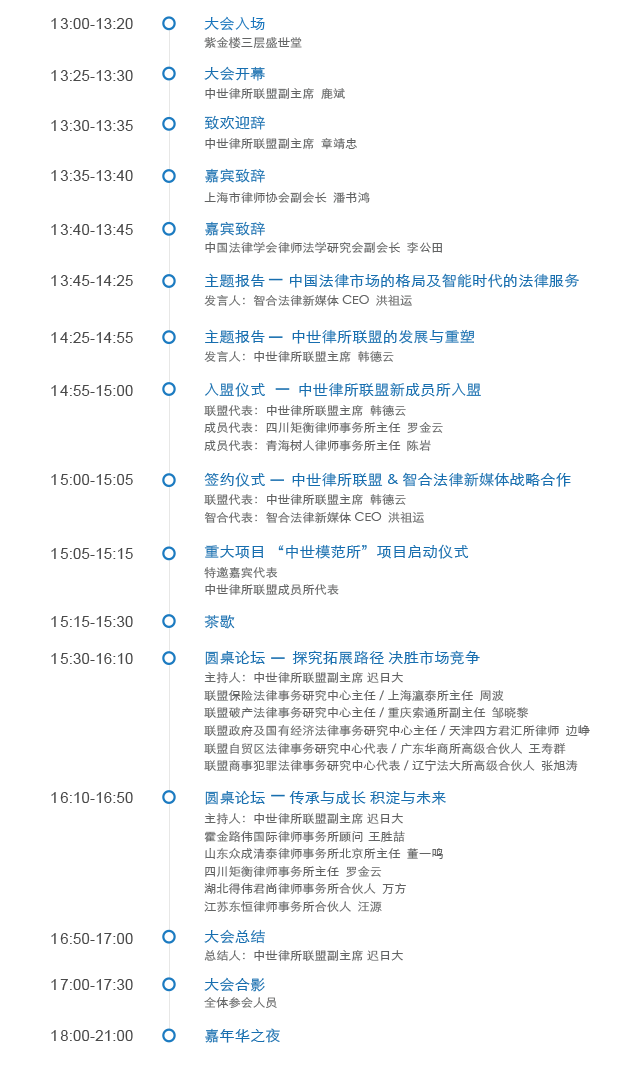 13:00-13:20 大会入场
紫金楼三层盛世堂
13:25-13:30 大会开幕
中世律所联盟副主席 鹿斌
13:30-13:35 致欢迎辞
中世律所联盟副主席 章靖忠
13:35-13:40 嘉宾致辞
上海市律师协会副会长 潘书鸿
13:40-13:45 嘉宾致辞
中国法律学会律师法学研究会副会长 李公田
13:45-14:25 主题报告 一 中国法律市场的格局及智能时代的法律服务
发言人：智合法律新媒体 CEO 洪祖运
14:25-14:55 主题报告 一 中世律所联盟的发展与重塑
发言人：中世律所联盟主席 韩德云
14:55-15:00 入盟仪式 一 中世律所联盟新成员所入盟
联盟代表：中世律所联盟主席 韩德云
成员代表：四川矩衡律师事务所主任 罗金云
成员代表：青海树人律师事务所主任 陈岩
15:00-15:05 签约仪式 一 中世律所联盟 & 智合法律新媒体战略合作
联盟代表：中世律所联盟主席 韩德云
智合代表：智合法律新媒体 CEO 洪祖运
15:05-15:15 重大项目 “中世模范所”项目启动仪式
特邀嘉宾代表
中世律所联盟成员所代表
15:15-15:30 茶歇
15:30-16:10 圆桌论坛 一 探究拓展路径 决胜市场竞争
主持人：中世律所联盟副主席 迟日大
联盟保险法律事务研究中心主任 / 上海瀛泰所主任 周波
联盟破产法律事务研究中心主任 / 重庆索通所副主任 邹晓黎
联盟政府及国有经济法律事务研究中心主任 / 天津四方君汇所律师 边峥
联盟自贸区法律事务研究中心代表 / 广东华商所高级合伙人 王寿群
联盟商事犯罪法律事务研究中心代表 / 辽宁法大所高级合伙人 张旭涛
16:10-16:50 圆桌论坛 一 传承与成长 积淀与未来
主持人：中世律所联盟副主席 迟日大
霍金路伟国际律师事务所顾问 王胜喆
山东众成清泰律师事务所北京所主任 董一鸣
四川矩衡律师事务所主任 罗金云
湖北得伟君尚律师事务所合伙人 万方
江苏东恒律师事务所合伙人 汪源
16:50-17:00 大会总结
总结人：中世律所联盟副主席 迟日大
17:00-17:30 大会合影
全体参会人员
18:00-21:00 嘉年华之夜